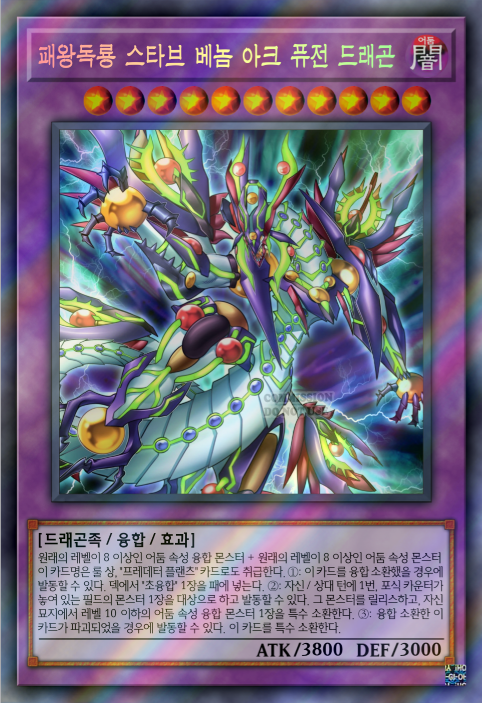 패왕독룡 스타브 베놈 아크 퓨전 드래곤
어둠
闇
COMMISSION
DO NOT USE
[드래곤족 / 융합 / 효과]
원래의 레벨이 8 이상인 어둠 속성 융합 몬스터 + 원래의 레벨이 8 이상인 어둠 속성 몬스터
이 카드명은 룰 상, "프레데터 플랜츠" 카드로도 취급한다. ①: 이 카드를 융합 소환했을 경우에
발동할 수 있다. 덱에서 "초융합" 1장을 패에 넣는다. ②: 자신 / 상대 턴에 1번, 포식 카운터가
놓여 있는 필드의 몬스터 1장을 대상으로 하고 발동할 수 있다. 그 몬스터를 릴리스하고, 자신
묘지에서 레벨 10 이하의 어둠 속성 융합 몬스터 1장을 특수 소환한다. ③: 융합 소환한 이
카드가 파괴되었을 경우에 발동할 수 있다. 이 카드를 특수 소환한다.
ATK/3800 DEF/3000